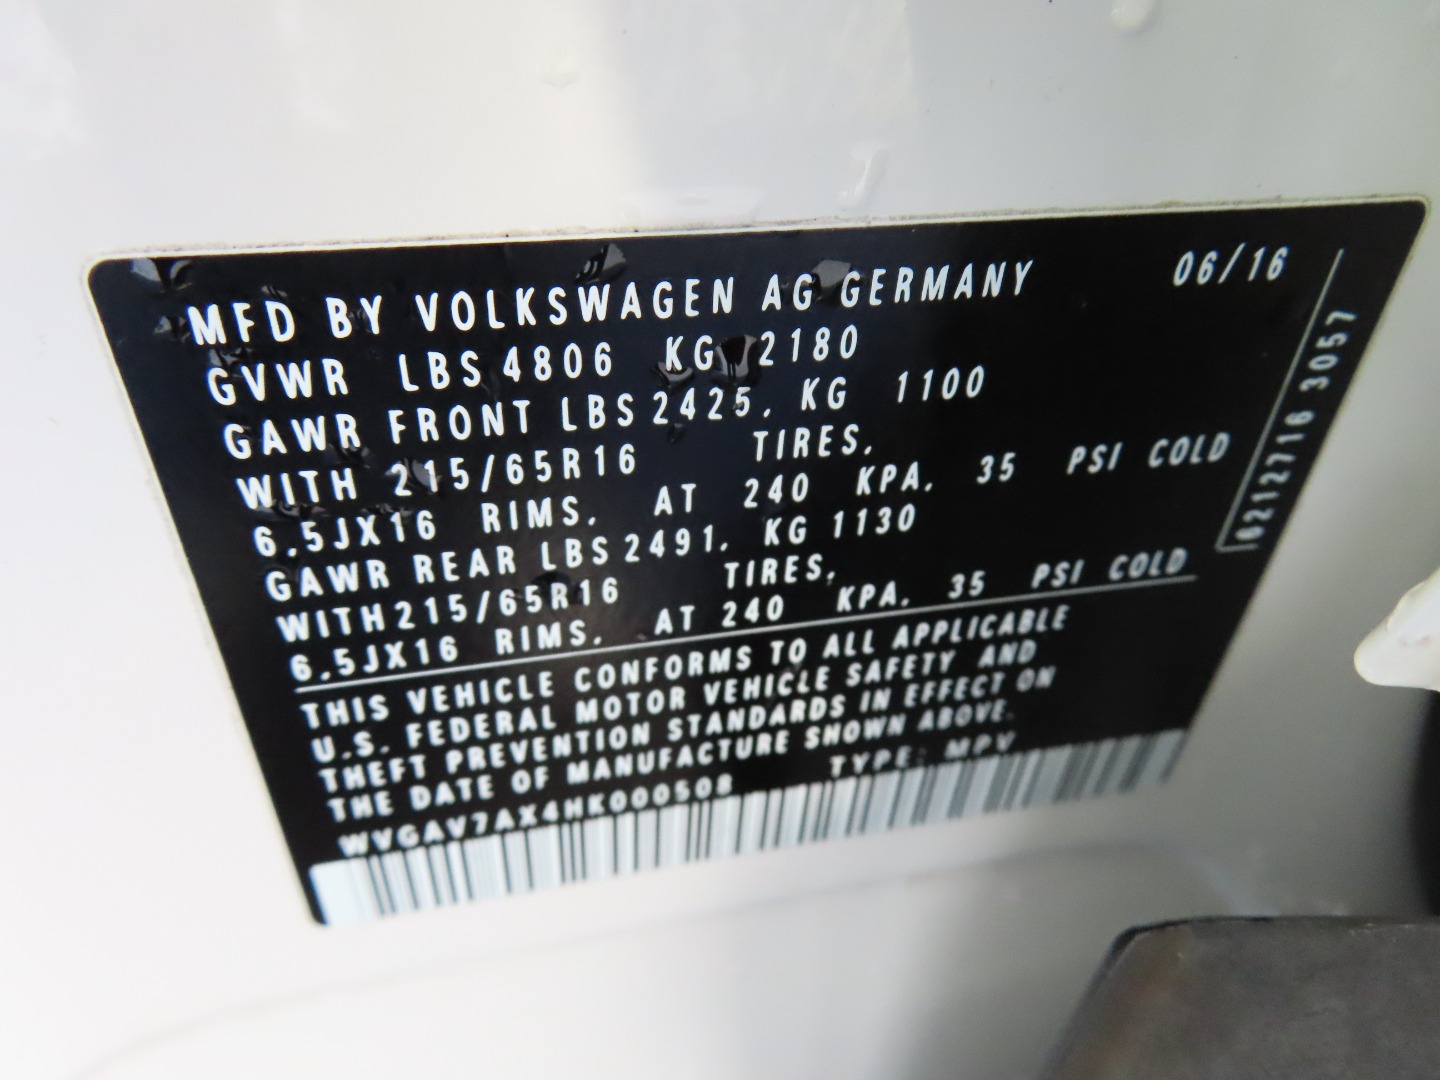 MFD BY VOLKSWAGEN AG GERMANY 06/16
GVWR LBS 4806 KG 2180
GAWR FRONT LBS 2425, KG 1100
WITH 215/65R16 TIRES,
6,5JX16 RIMS, AT 240 KPA, 35 PSI COLD
GAWR REAR LBS 2491, KG 1130
WITH 215/65R16 TIRES,
6,5JX16 RIMS, AT 240 KPA, 35 PSI COLD
THIS VEHICLE CONFORMS TO ALL APPLICABLE
U.S. FEDERAL MOTOR VEHICLE SAFETY AND
THEFT PREVENTION STANDARDS IN EFFECT ON
THE DATE OF MANUFACTURE SHOWN ABOVE.
WVGAV7AX4HK000508 TYPE: MPV
6212716 3057